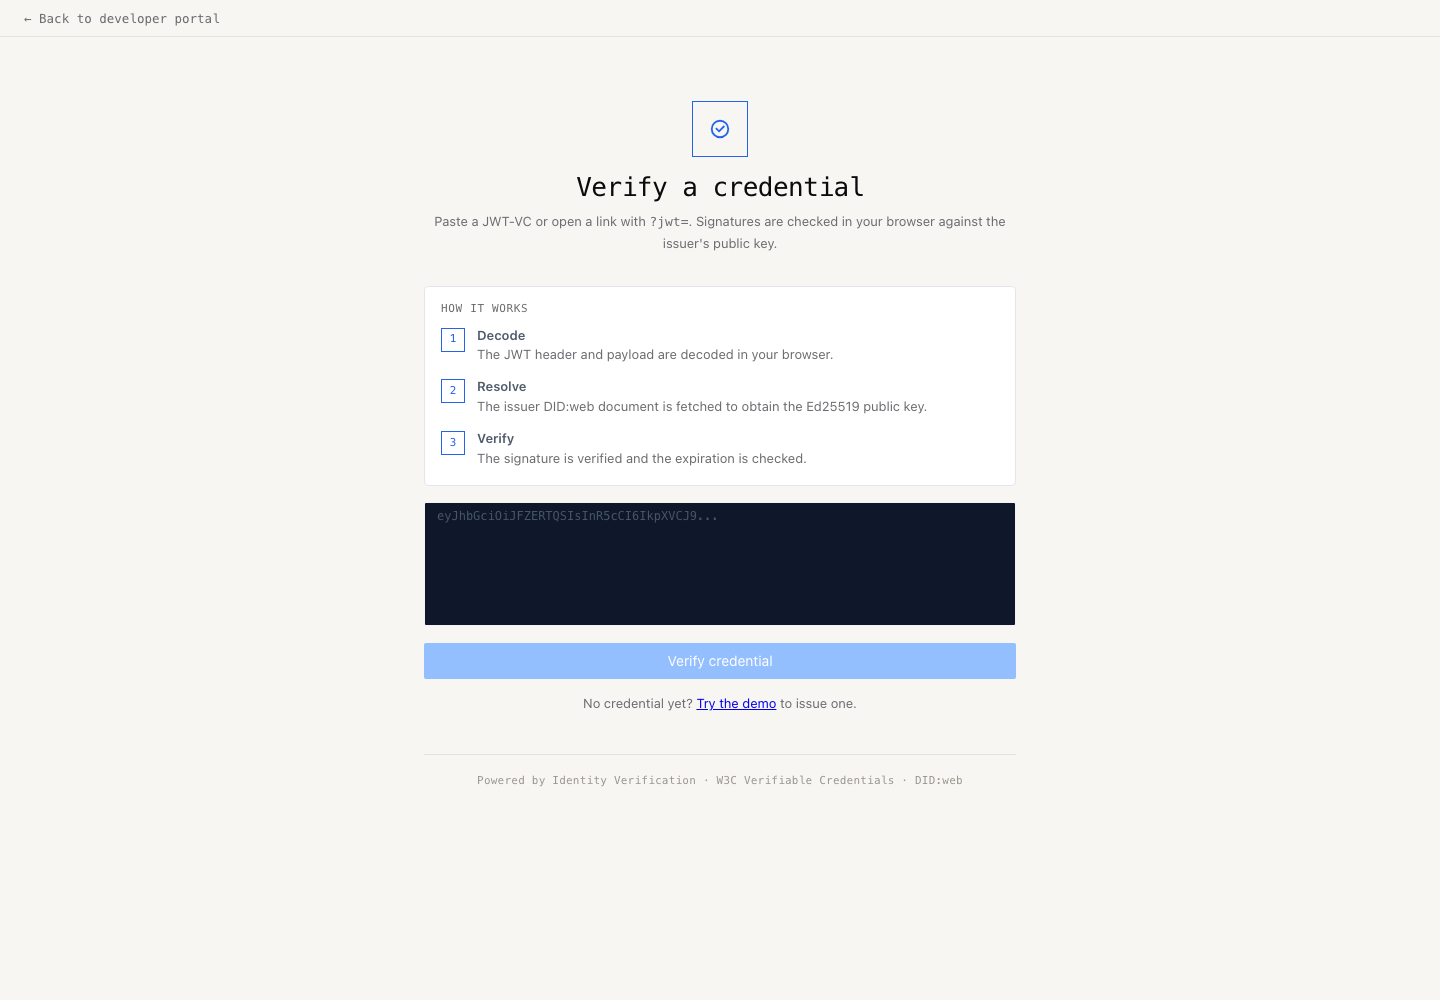 ← Back to developer portal
Verify a credential
Paste a JWT-VC or open a link with ?jwt=. Signatures are checked in your browser against the
issuer's public key.
HOW IT WORKS
1
Decode
The JWT header and payload are decoded in your browser.
2
Resolve
The issuer DID:web document is fetched to obtain the Ed25519 public key.
3
Verify
The signature is verified and the expiration is checked.
eyJhbGciOiJFZERTQSIsInR5cCI6IkpXVCJ9...
Verify credential
No credential yet? Try the demo to issue one.
Powered by Identity Verification · W3C Verifiable Credentials · DID:web